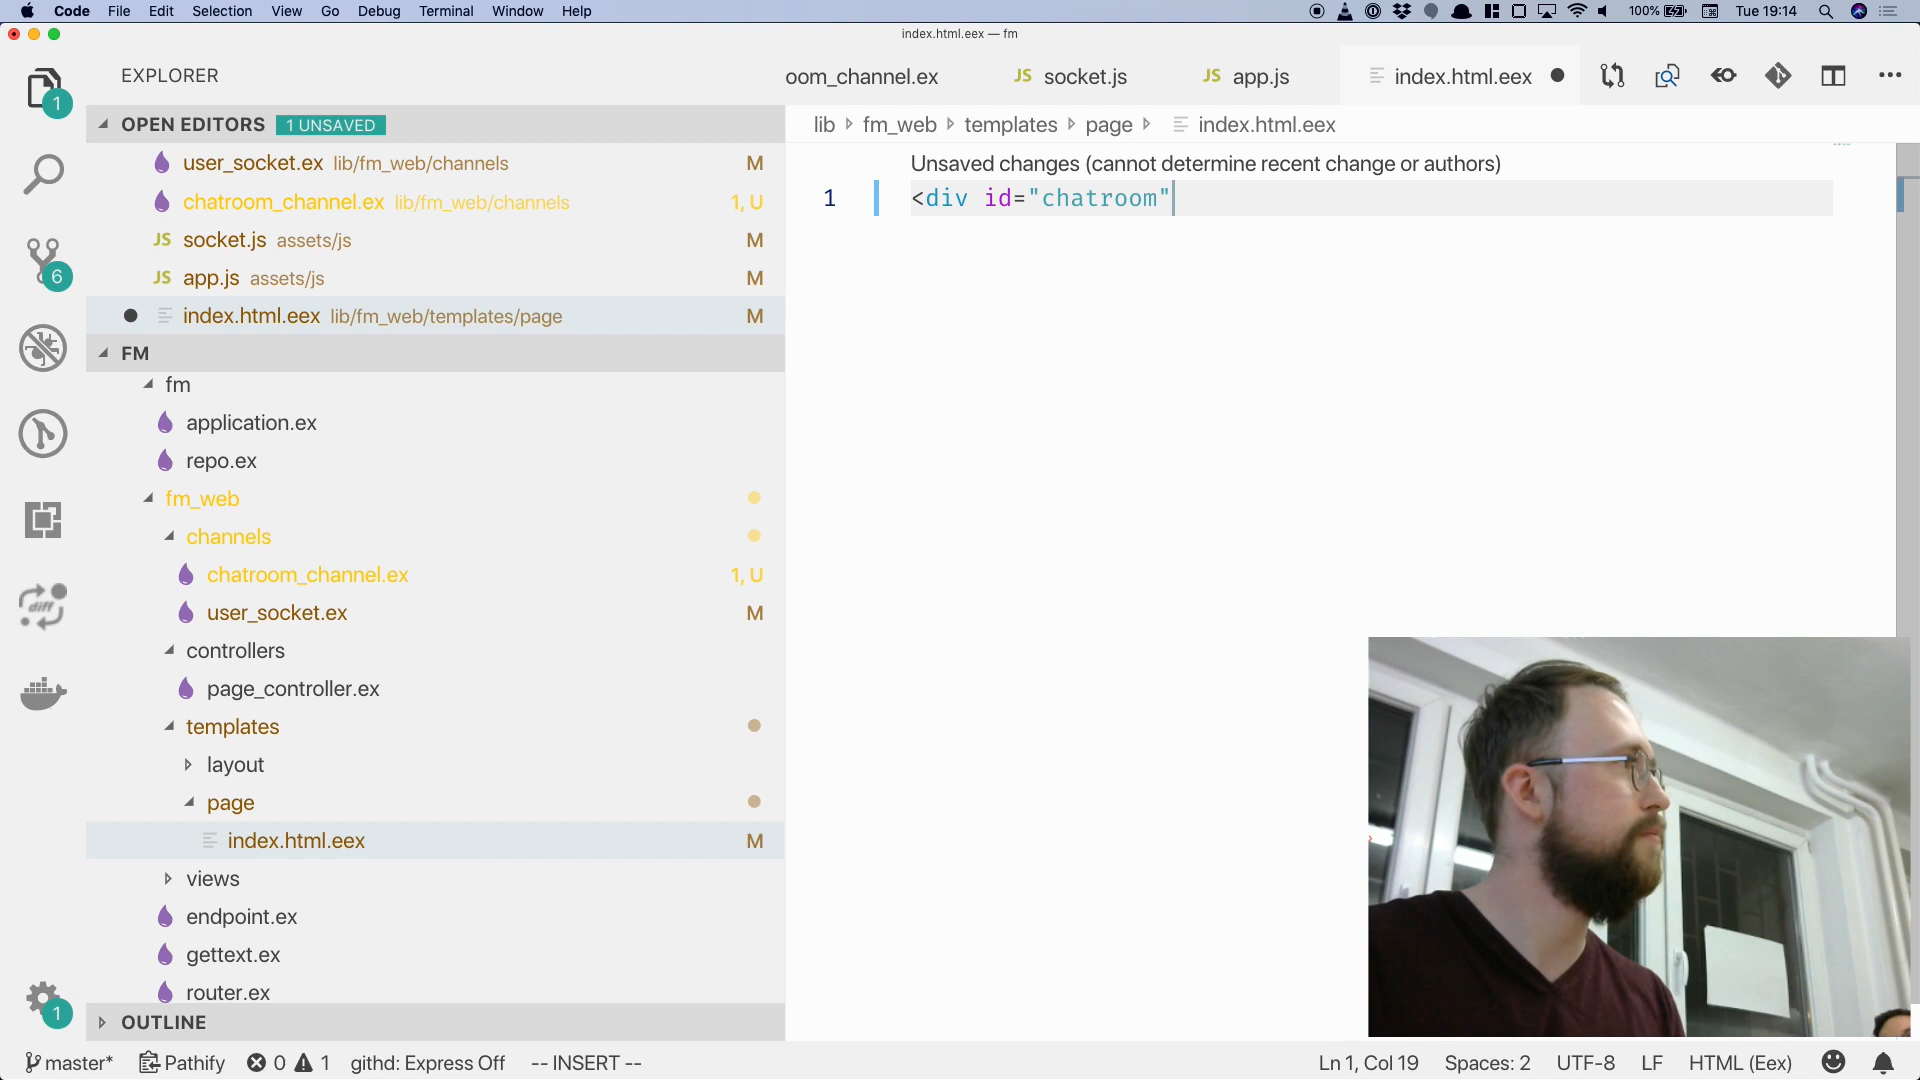 Code File Edit Selection View Go Debug Terminal Window Help 100% Tue 19:14
index.html.eex — fm
EXPLORER
oom_channel.ex JS socket.js JS app.js index.html.eex
1
OPEN EDITORS 1 UNSAVED
lib fm_web templates page index.html.eex
user_socket.ex lib/fm_web/channels M
Unsaved changes (cannot determine recent change or authors)
chatroom_channel.ex lib/fm_web/channels 1, U
1 <div id="chatroom"
JS socket.js assets/js M
6
JS app.js assets/js M
index.html.eex lib/fm_web/templates/page M
FM
fm
application.ex
repo.ex
fm_web
channels
chatroom_channel.ex 1, U
diff
user_socket.ex M
controllers
page_controller.ex
templates
layout
page
index.html.eex M
views
endpoint.ex
gettext.ex
router.ex
1
OUTLINE
master* Pathify 0 1 githd: Express Off -- INSERT -- Ln 1, Col 19 Spaces: 2 UTF-8 LF HTML (Eex)